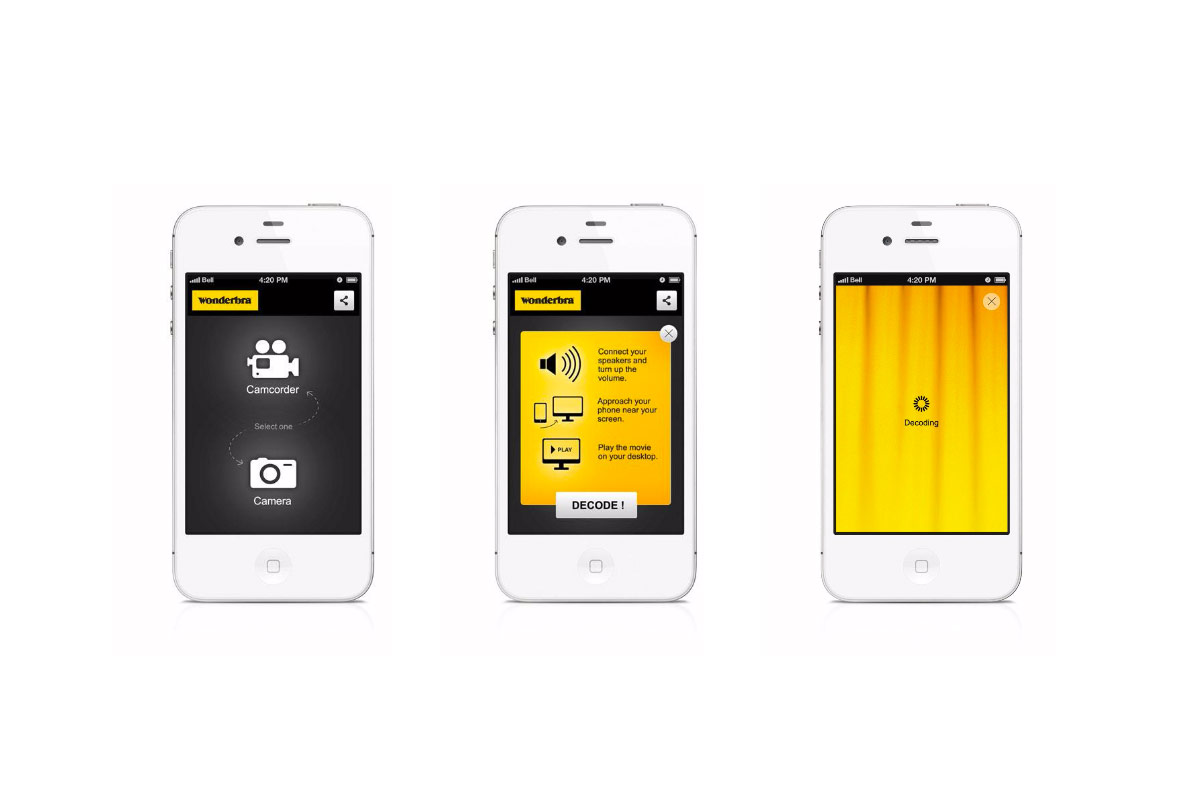 Bell 4:20 PM
wonderbra
Camcorder
Select one
Camera
Bell 4:20 PM
wonderbra
Connect your
speakers and
turn up the
volume.
Approach your
phone near your
screen.
PLAY
Play the movie
on your desktop.
DECODE !
Bell 4:20 PM
Decoding